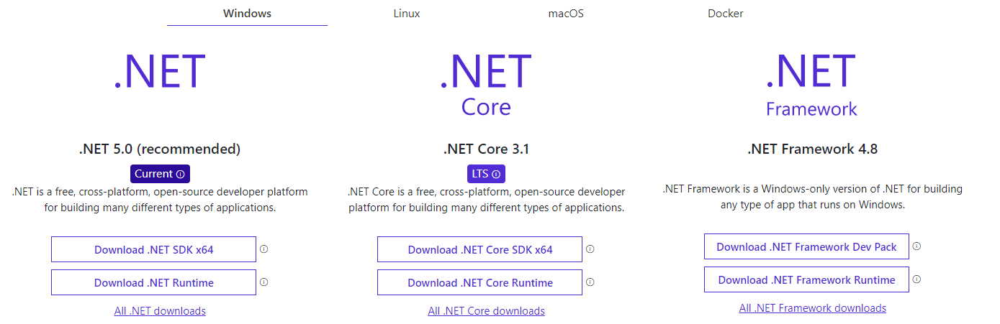 Windows
Linux
macOS
Docker
.NET
.NET 5.0 (recommended)
Current
.NET is a free, cross-platform, open-source developer platform
for building many different types of applications.
Download .NET SDK x64
Download .NET Runtime
All .NET downloads
.NET
Core
.NET Core 3.1
LTS
.NET Core is a free, cross-platform, open-source developer
platform for building many different types of applications.
Download .NET Core SDK x64
Download .NET Core Runtime
All .NET Core downloads
.NET
Framework
.NET Framework 4.8
.NET Framework is a Windows-only version of .NET for building
any type of app that runs on Windows.
Download .NET Framework Dev Pack
Download .NET Framework Runtime
All .NET Framework downloads